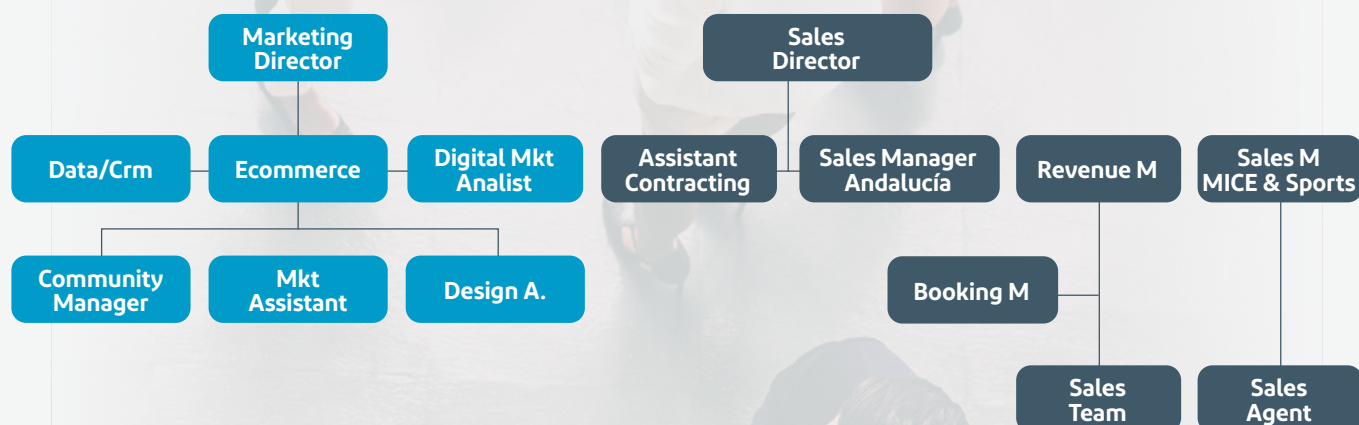 Marketing
Director
Sales
Director
Data/Crm
Ecommerce
Digital Mkt
Analist
Assistant
Contracting
Sales Manager
Andalucía
Revenue M
Sales M
MICE & Sports
Community
Manager
Mkt
Assistant
Design A.
Booking M
Sales
Team
Sales
Agent